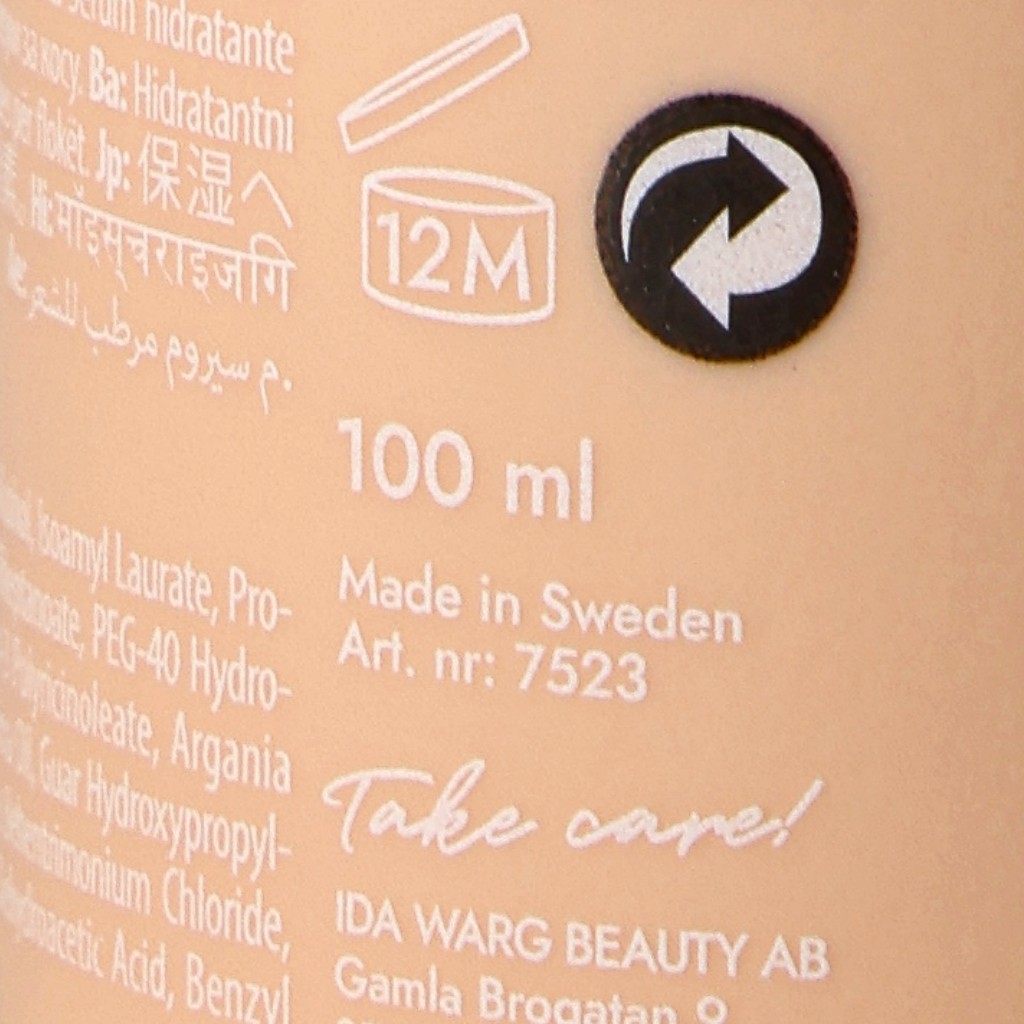 serum hidratante
за косу. Ba: Hidratantni
flokët. Jp: 保湿ヘ
Hi: मॉइस्चराइजिंग
م سيروم مرطب للشعر.
Isoamyl Laurate, Pro-
PEG-40 Hydro-
Argania
Guar Hydroxypropyl-
Chloride,
Acid, Benzyl
12M
100 ml
Made in Sweden
Art. nr: 7523
Take care!
IDA WARG BEAUTY AB
Gamla Brogatan 9